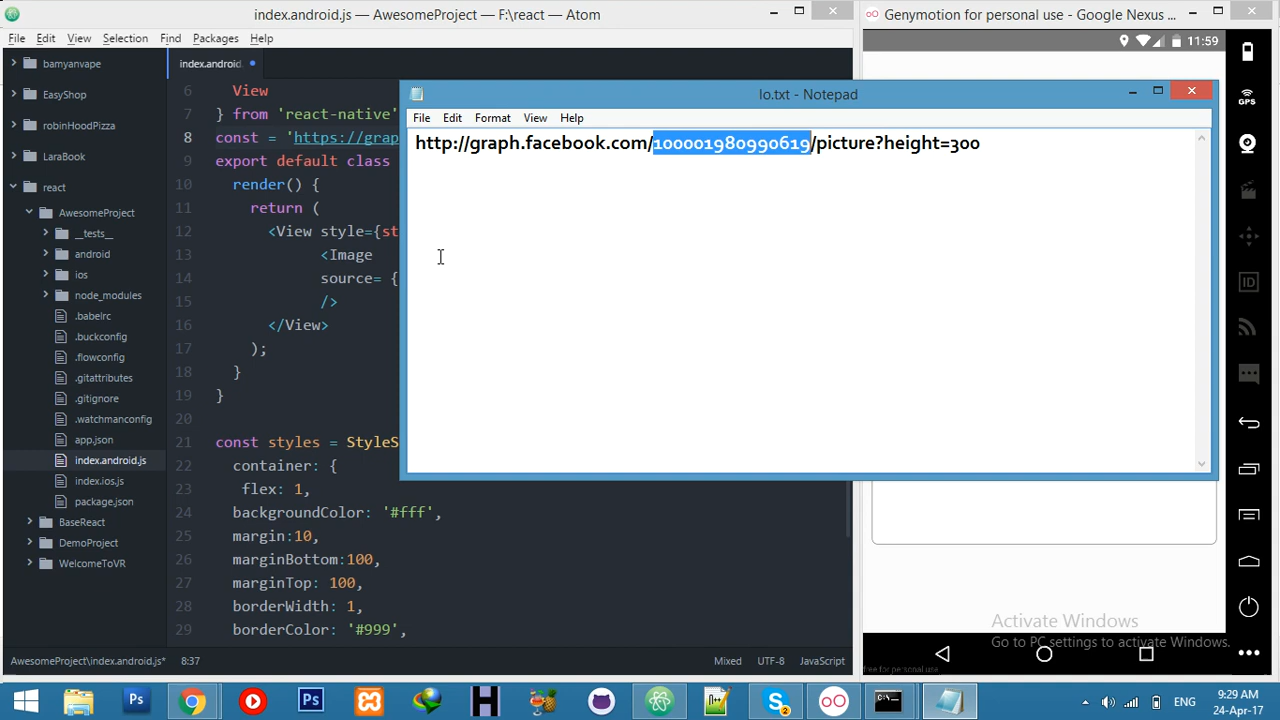 index.android.js — AwesomeProject — F:\react — Atom
File Edit View Selection Find Packages Help
bamyanvape
EasyShop
robinHoodPizza
LaraBook
react
AwesomeProject
__tests__
android
ios
node_modules
.babelrc
.buckconfig
.flowconfig
.gitattributes
.gitignore
.watchmanconfig
app.json
index.android.js
index.ios.js
package.json
BaseReact
DemoProject
WelcomeToVR
index.android
6 View
7 } from 'react-native'
8 const = 'https://grap
9 export default class
10 render() {
11 return (
12 <View style={st
13 <Image
14 source= {
15 />
16 </View>
17 );
18 }
19 }
20
21 const styles = StyleS
22 container: {
23 flex: 1,
24 backgroundColor: '#fff',
25 margin:10,
26 marginBottom:100,
27 marginTop: 100,
28 borderWidth: 1,
29 borderColor: '#999',
AwesomeProject\index.android.js* 8:37 Mixed UTF-8 JavaScript
lo.txt - Notepad
File Edit Format View Help
http://graph.facebook.com/100001980990619/picture?height=300
Genymotion for personal use - Google Nexus ...
11:59
GPS
ID
free for personal use
Activate Windows
Go to PC settings to activate Windows.
Ps Ps H 2 ENG 9:29 AM
24-Apr-17